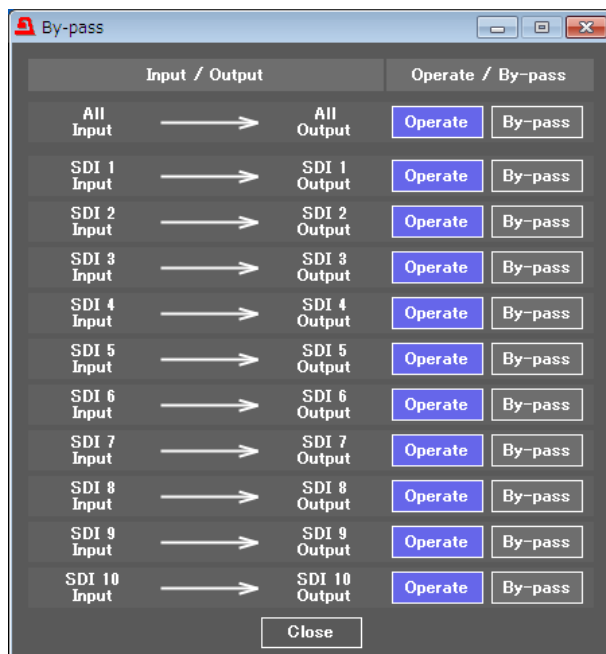 By-pass
Input / Output Operate / By-pass
All Input All Output Operate By-pass
SDI 1 Input SDI 1 Output Operate By-pass
SDI 2 Input SDI 2 Output Operate By-pass
SDI 3 Input SDI 3 Output Operate By-pass
SDI 4 Input SDI 4 Output Operate By-pass
SDI 5 Input SDI 5 Output Operate By-pass
SDI 6 Input SDI 6 Output Operate By-pass
SDI 7 Input SDI 7 Output Operate By-pass
SDI 8 Input SDI 8 Output Operate By-pass
SDI 9 Input SDI 9 Output Operate By-pass
SDI 10 Input SDI 10 Output Operate By-pass
Close